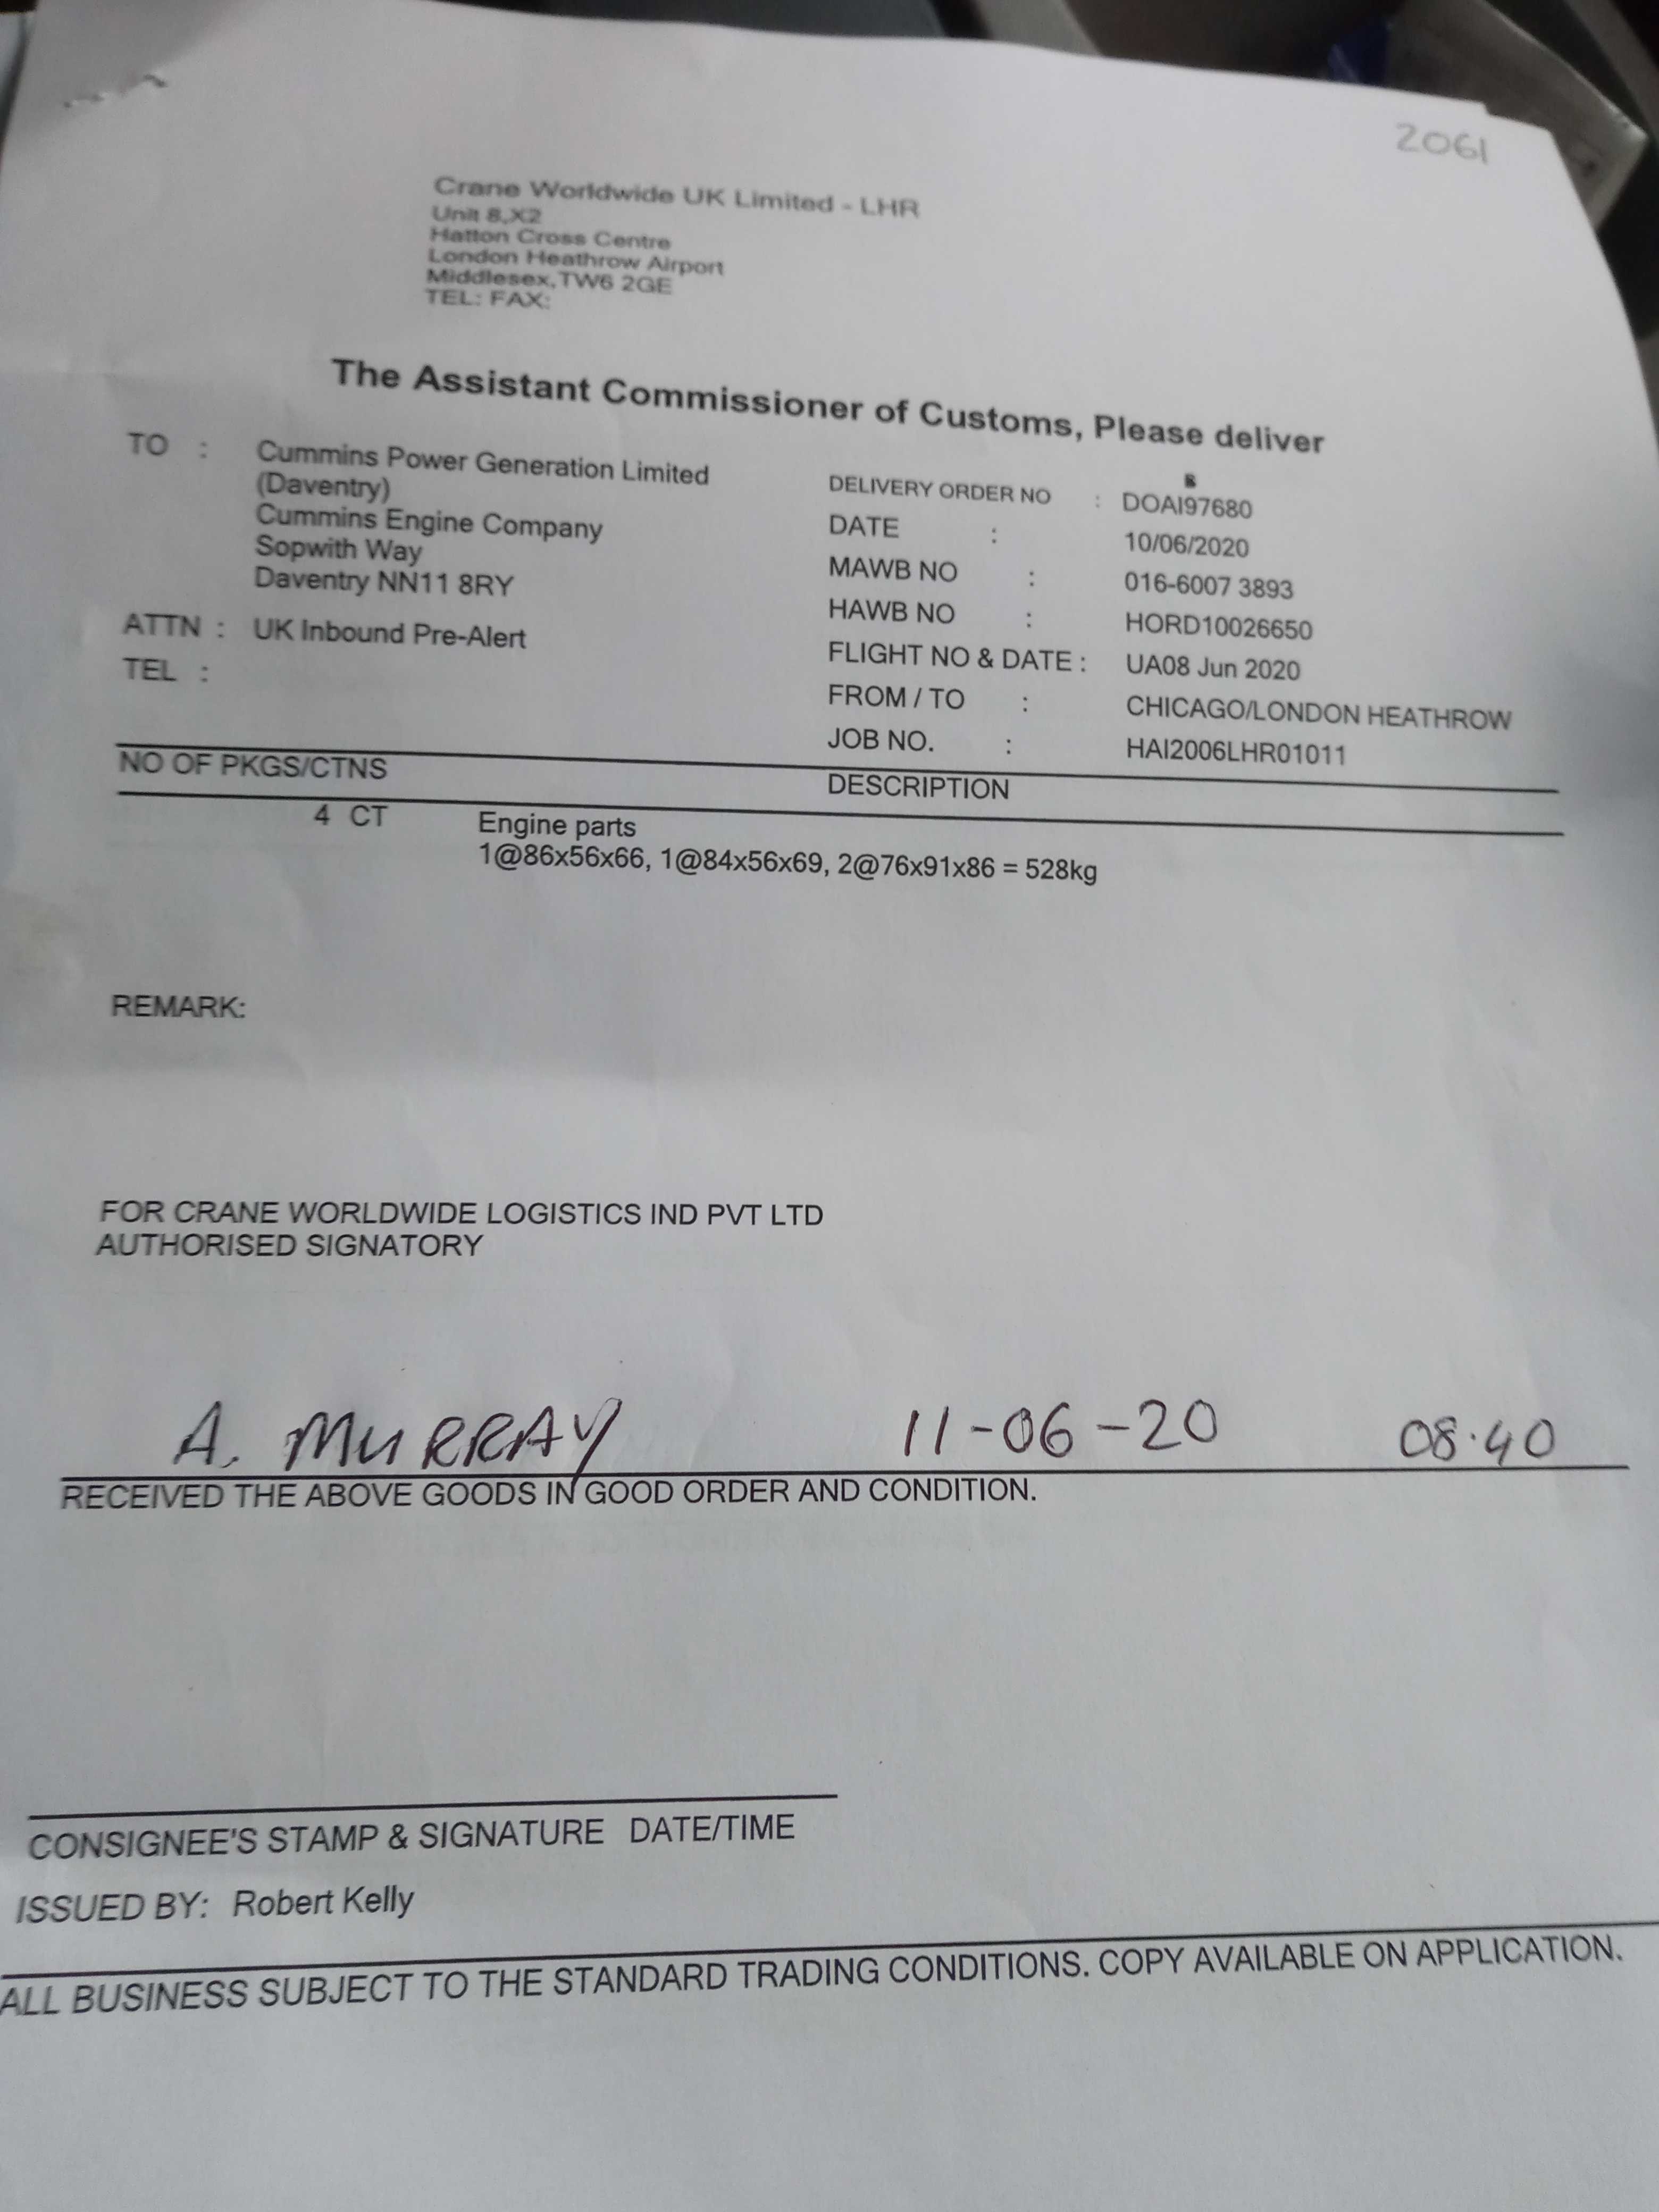 2061
Crane Worldwide UK Limited - LHR
Unit 8,X2
Hatton Cross Centre
London Heathrow Airport
Middlesex,TW6 2GE
TEL: FAX:
The Assistant Commissioner of Customs, Please deliver
TO : Cummins Power Generation Limited
(Daventry)
Cummins Engine Company
Sopwith Way
Daventry NN11 8RY
ATTN : UK Inbound Pre-Alert
TEL :
DELIVERY ORDER NO : DOAI97680
DATE : 10/06/2020
MAWB NO : 016-6007 3893
HAWB NO : HORD10026650
FLIGHT NO & DATE : UA08 Jun 2020
FROM / TO : CHICAGO/LONDON HEATHROW
JOB NO. : HAI2006LHR01011
NO OF PKGS/CTNS DESCRIPTION
4 CT Engine parts
1@86x56x66, 1@84x56x69, 2@76x91x86 = 528kg
REMARK:
FOR CRANE WORLDWIDE LOGISTICS IND PVT LTD
AUTHORISED SIGNATORY
A. MURRAY 11-06-20 08.40
RECEIVED THE ABOVE GOODS IN GOOD ORDER AND CONDITION.
CONSIGNEE'S STAMP & SIGNATURE DATE/TIME
ISSUED BY: Robert Kelly
ALL BUSINESS SUBJECT TO THE STANDARD TRADING CONDITIONS. COPY AVAILABLE ON APPLICATION.